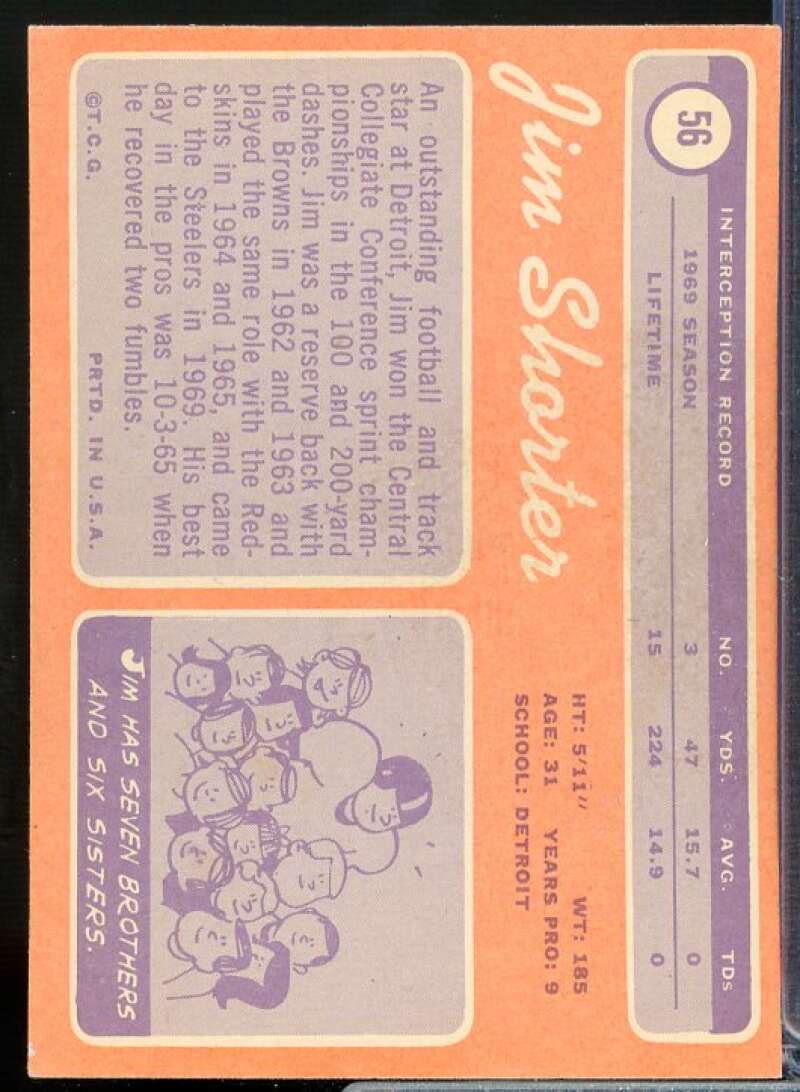 56
INTERCEPTION RECORD NO. YDS. AVG. TDs
1969 SEASON 3 47 15.7 0
LIFETIME 15 224 14.9 0
Jim Shorter
HT: 5'11" WT: 185
AGE: 31 YEARS PRO: 9
SCHOOL: DETROIT
An outstanding football and track
star at Detroit, Jim won the Central
Collegiate Conference sprint cham-
pionships in the 100 and 200-yard
dashes. Jim was a reserve back with
the Browns in 1962 and 1963 and
played the same role with the Red-
skins in 1964 and 1965, and came
to the Steelers in 1969. His best
day in the pros was 10-3-65 when
he recovered two fumbles.
©T.C.G. PRTD. IN U.S.A.
JIM HAS SEVEN BROTHERS
AND SIX SISTERS.